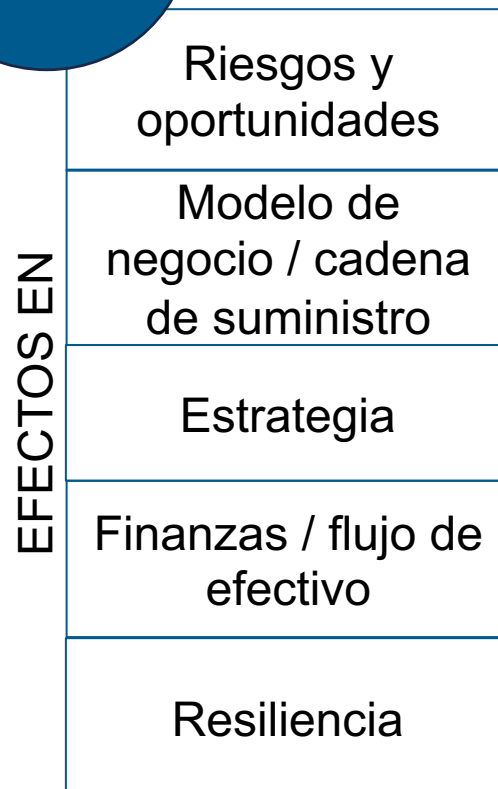 EFECTOS EN
Riesgos y
oportunidades
Modelo de
negocio / cadena
de suministro
Estrategia
Finanzas / flujo de
efectivo
Resiliencia